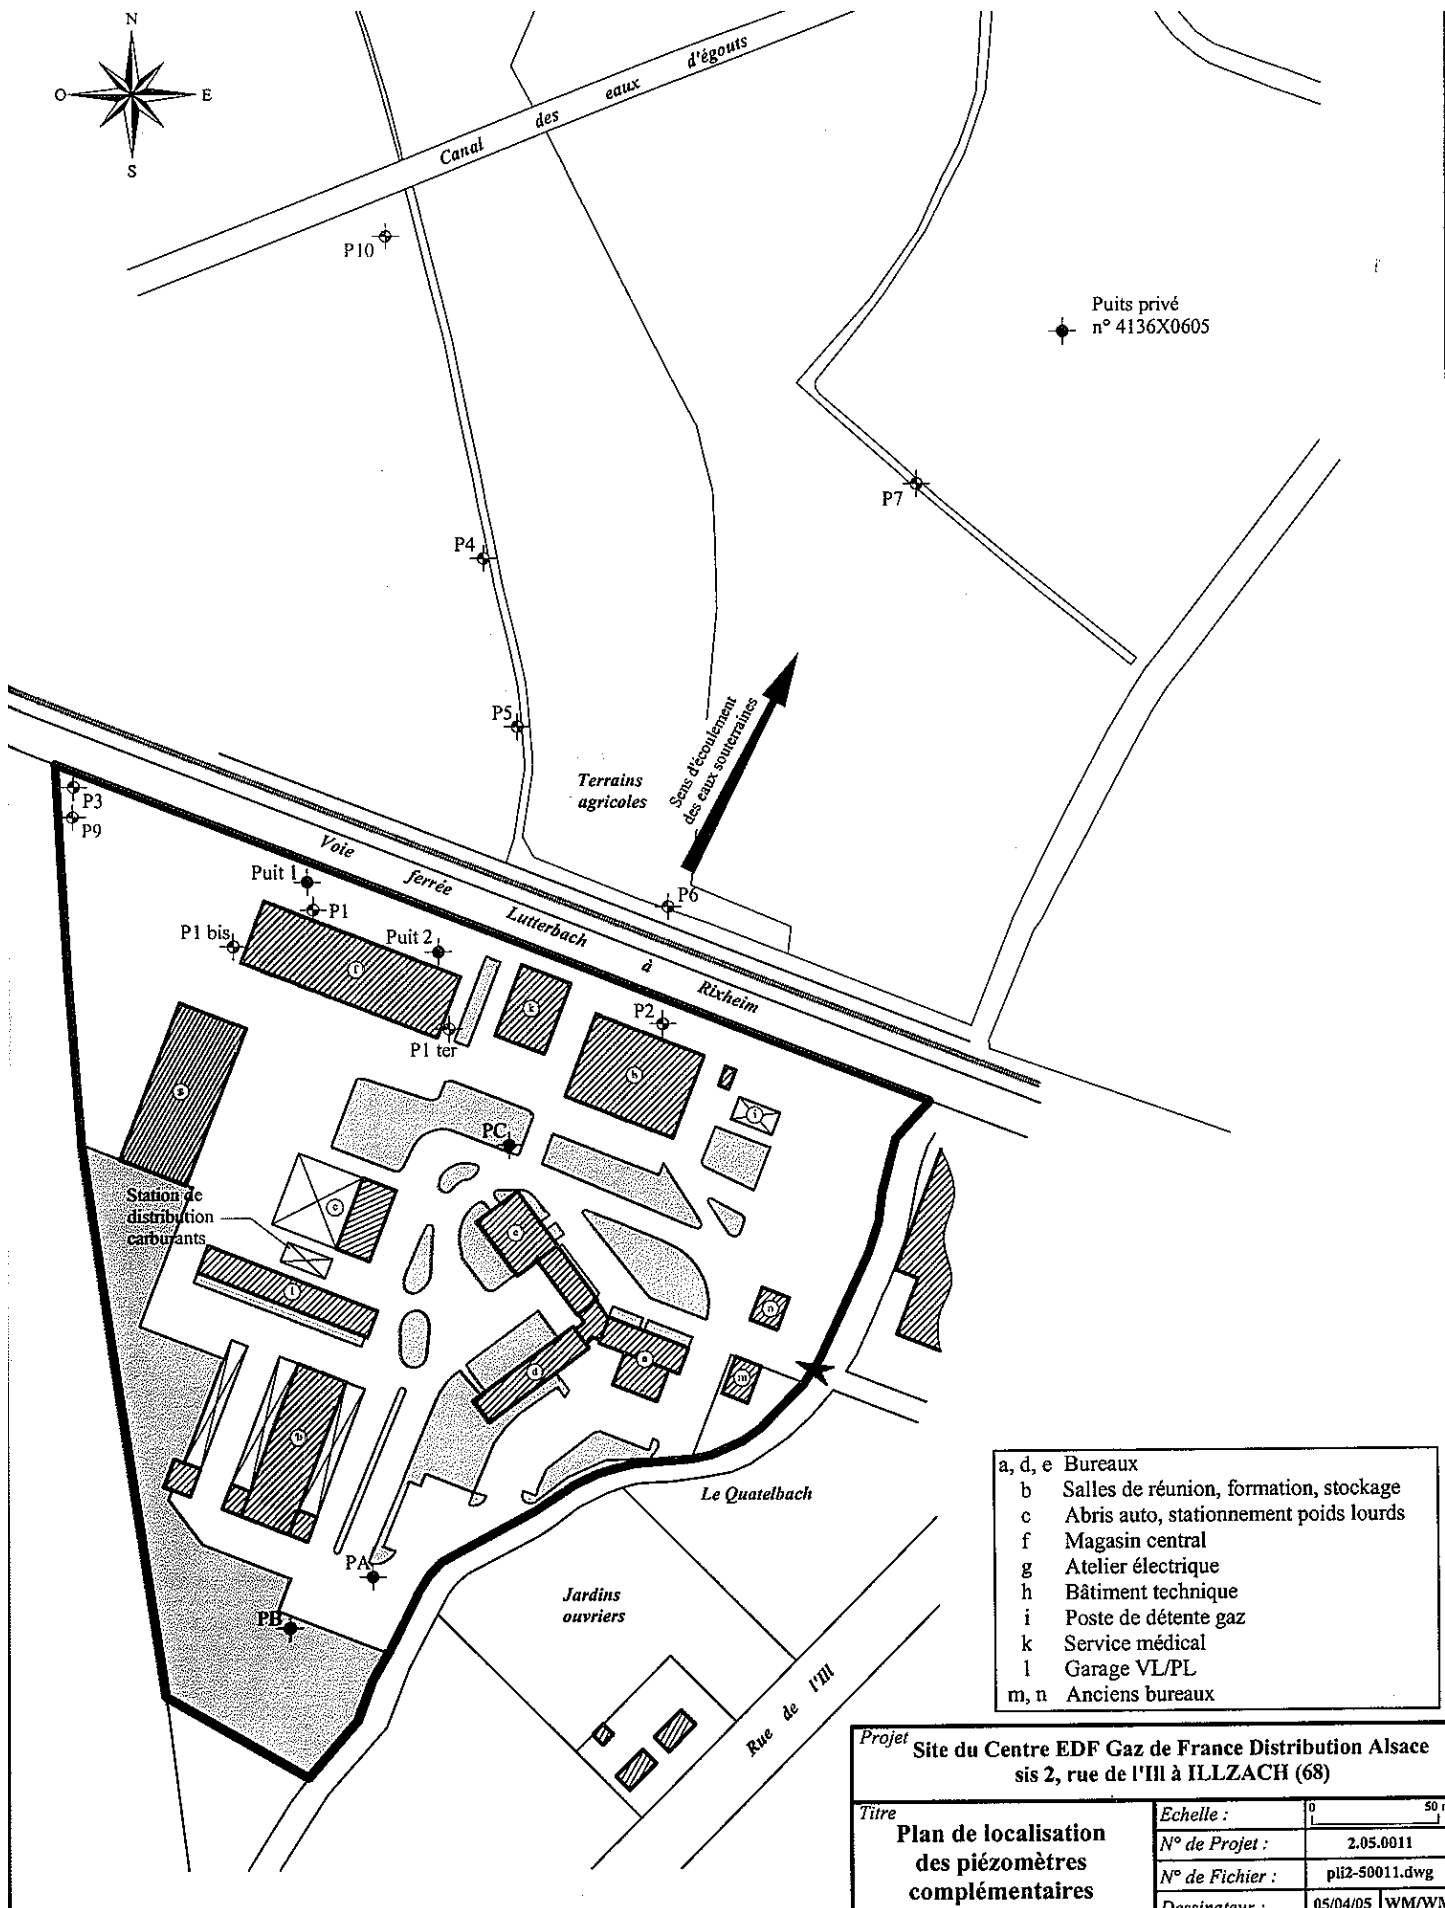 N
O
E
S
Canal des eaux d'égouts
P10
Puits privé
n° 4136X0605
P7
P4
P5
Sens d'écoulement
des eaux souterraines
Terrains
agricoles
P3
P9
Voie ferrée Lutterbach à Rixheim
Puit 1
P1
P6
P1 bis
Puit 2
f
k
P2
P1 ter
h
i
PC
Station de
distribution
carburants
c
e
l
n
a
d
m
b
Le Quatelbach
PA
PB
Jardins
ouvriers
Rue de l'Ill
a, d, e Bureaux
b Salles de réunion, formation, stockage
c Abris auto, stationnement poids lourds
f Magasin central
g Atelier électrique
h Bâtiment technique
i Poste de détente gaz
k Service médical
l Garage VL/PL
m, n Anciens bureaux
Projet
Site du Centre EDF Gaz de France Distribution Alsace
sis 2, rue de l'Ill à ILLZACH (68)
Titre
Plan de localisation
des piézomètres
complémentaires
Echelle : 0 50
N° de Projet : 2.05.0011
N° de Fichier : pli2-50011.dwg
Dessinateur : 05/04/05 WM/WM